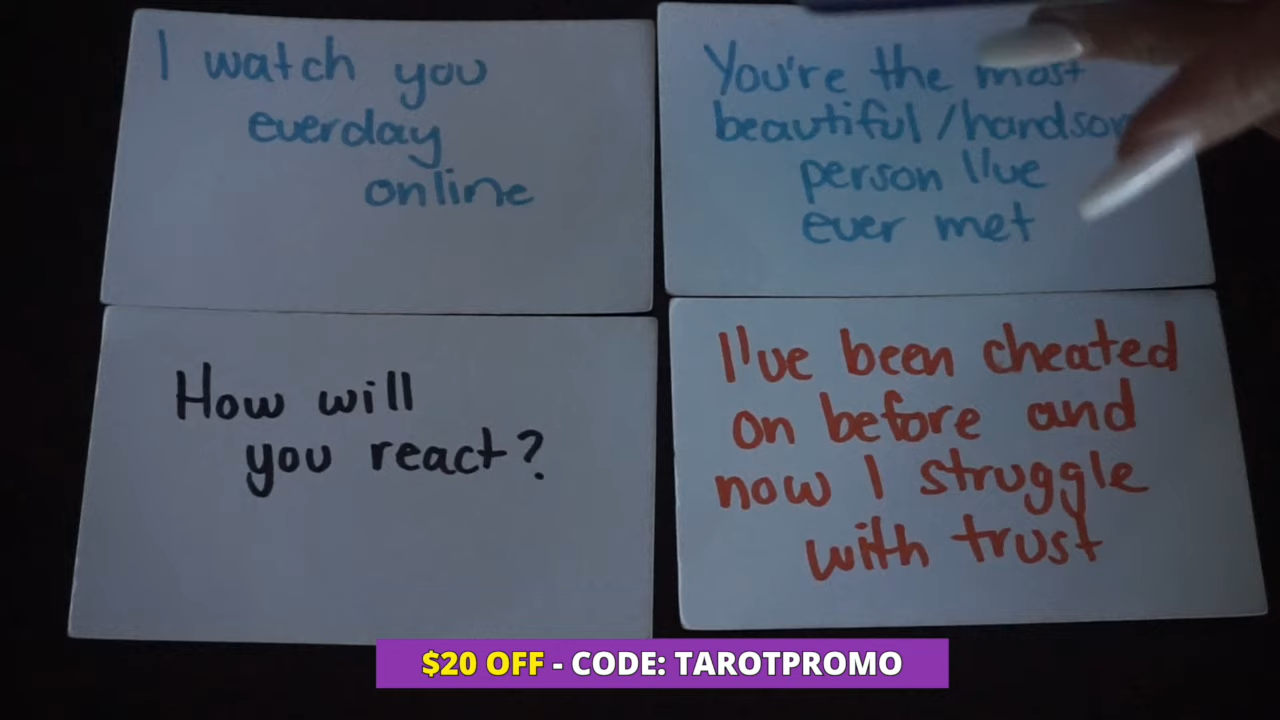 I watch you
everday
online
You're the most
beautiful /handsom
person I've
ever met
How will
you react?
I've been cheated
on before and
now I struggle
with trust
$20 OFF - CODE: TAROTPROMO